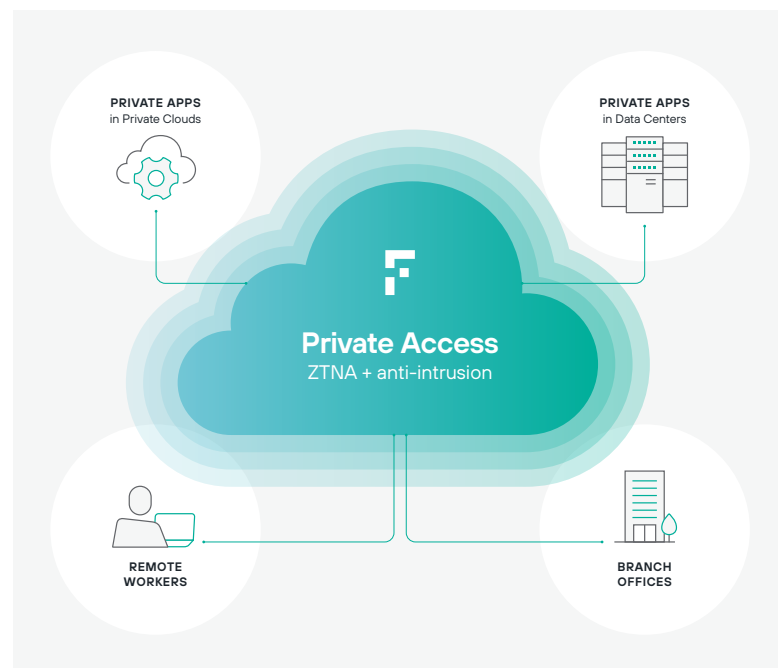 PRIVATE APPS
in Private Clouds
PRIVATE APPS
in Data Centers
Private Access
ZTNA + anti-intrusion
REMOTE
WORKERS
BRANCH
OFFICES